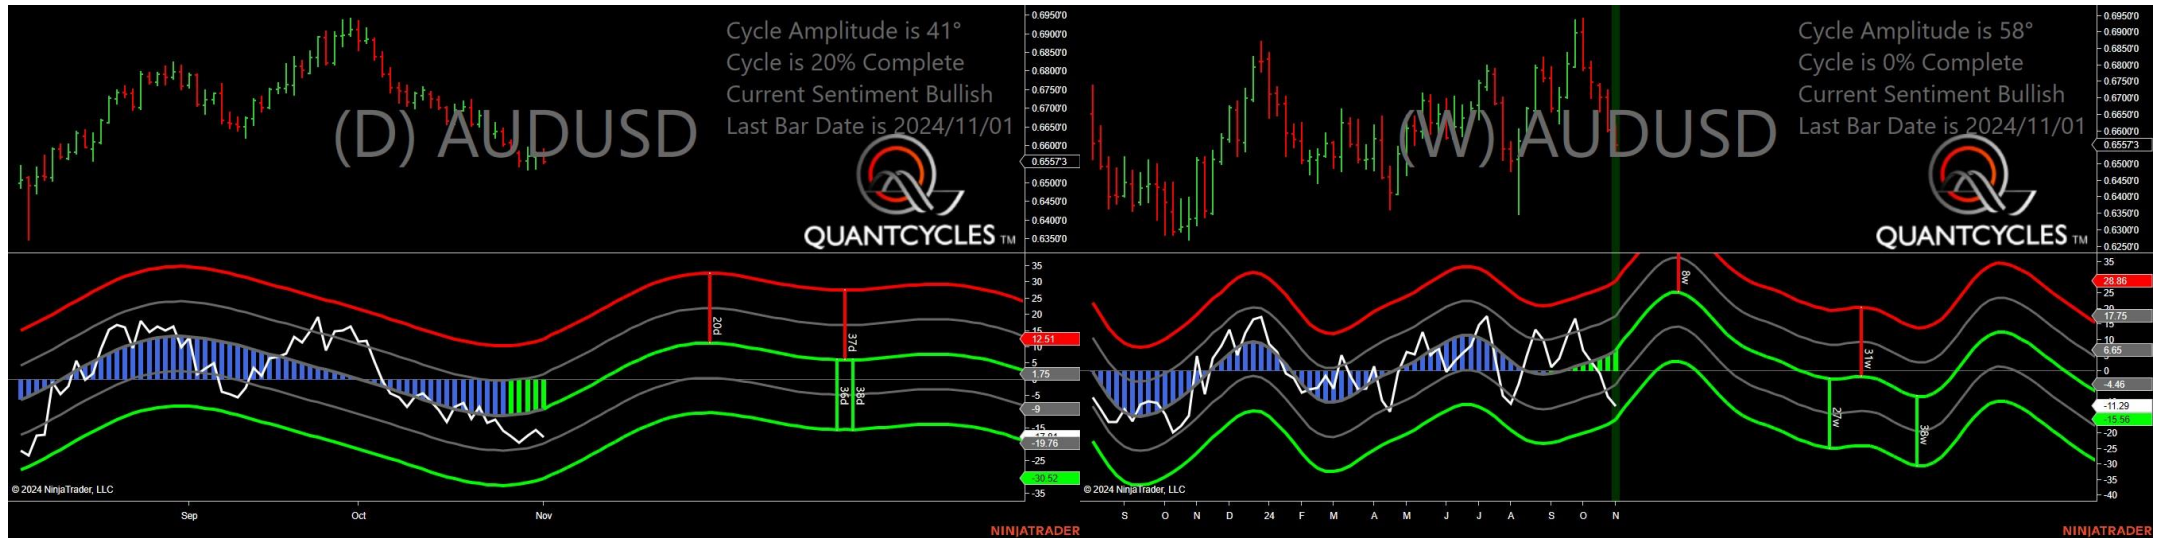 (D) AUDUSD
Cycle Amplitude is 41°
Cycle is 20% Complete
Current Sentiment Bullish
Last Bar Date is 2024/11/01
QUANTCYCLES TM
0.6950'0
0.6900'0
0.6850'0
0.6800'0
0.6750'0
0.6700'0
0.6650'0
0.6600'0
0.6557'3
0.6500'0
0.6450'0
0.6400'0
0.6350'0
20d
37d
36d
38d
35
30
25
20
15
12.51
10
5
1.75
-5
-9
-15
-19.76
-25
-30.52
-35
© 2024 NinjaTrader, LLC
Sep
Oct
Nov
NINJATRADER
(W) AUDUSD
Cycle Amplitude is 58°
Cycle is 0% Complete
Current Sentiment Bullish
Last Bar Date is 2024/11/01
QUANTCYCLES TM
0.6950'0
0.6900'0
0.6850'0
0.6800'0
0.6750'0
0.6700'0
0.6650'0
0.6600'0
0.6557'3
0.6500'0
0.6450'0
0.6400'0
0.6350'0
0.6300'0
0.6250'0
8w
31w
27w
38w
35
28.86
25
20
17.75
15
10
6.65
0
-4.46
-11.29
-15.56
-20
-25
-30
-35
-40
© 2024 NinjaTrader, LLC
S O N D 24 F M A M J J A S O N
NINJATRADER